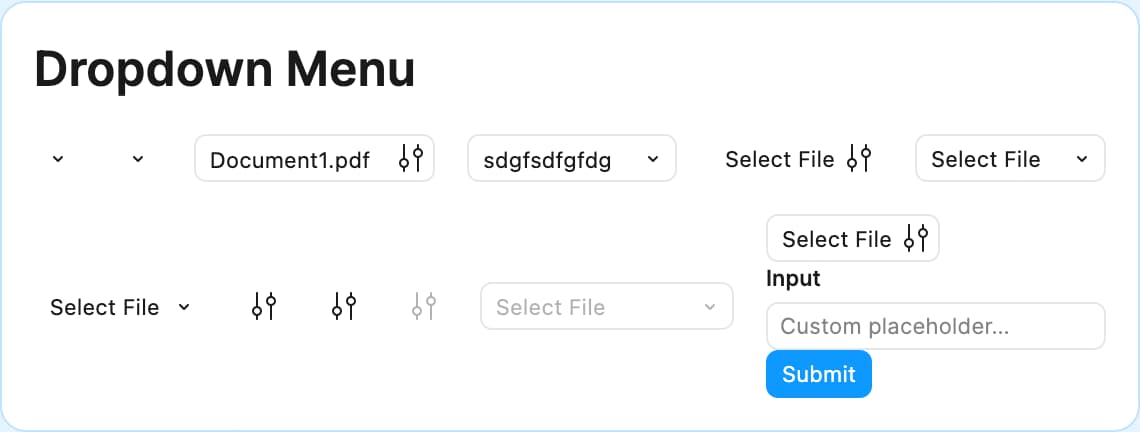 Dropdown Menu
Document1.pdf
sdgfsdfgfdg
Select File
Select File
Select File
Select File
Select File
Input
Custom placeholder...
Submit